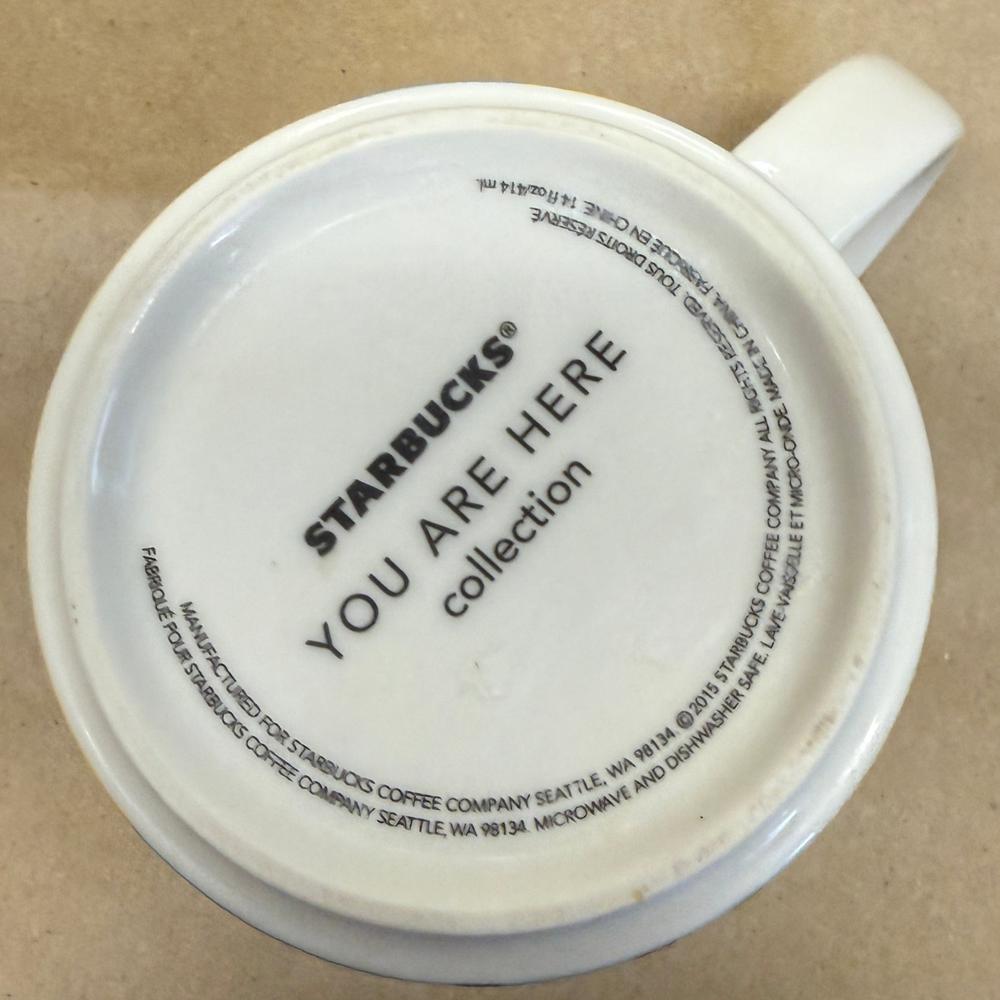 STARBUCKS®
YOU ARE HERE
collection
MANUFACTURED FOR STARBUCKS COFFEE COMPANY SEATTLE, WA 98134. ©2015 STARBUCKS COFFEE COMPANY ALL RIGHTS RESERVED. TOUS DROITS RÉSERVÉ
FABRIQUÉ POUR STARBUCKS COFFEE COMPANY SEATTLE, WA 98134. MICROWAVE AND DISHWASHER SAFE. LAVE-VAISSELLE ET MICRO-ONDE. MADE IN CHINA. FABRIQUÉ EN CHINE. 14 fl oz/414 ml.